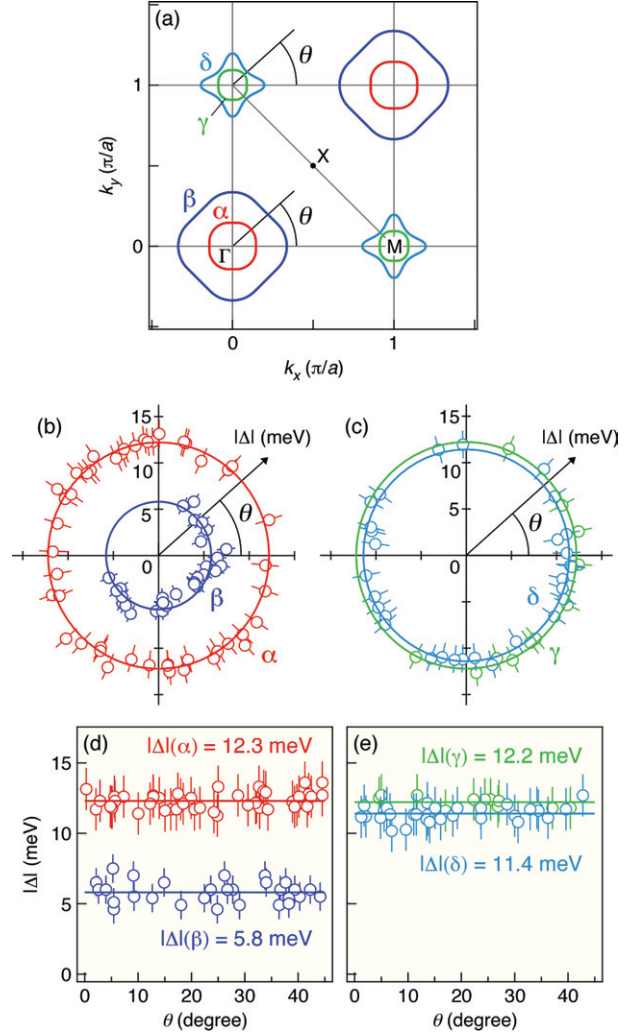 (a)
δ
θ
1
γ
k_y (π/a)
X
β
α
θ
0
Γ
M
0
1
k_x (π/a)
(b)
15
|Δ| (meV)
10
5
θ
0
β
α
(c)
15
|Δ| (meV)
10
5
θ
0
δ
γ
(d)
|Δ|(α) = 12.3 meV
15
10
|Δ| (meV)
5
|Δ|(β) = 5.8 meV
0
0
10
20
30
40
θ (degree)
(e)
|Δ|(γ) = 12.2 meV
|Δ|(δ) = 11.4 meV
0
10
20
30
40
θ (degree)